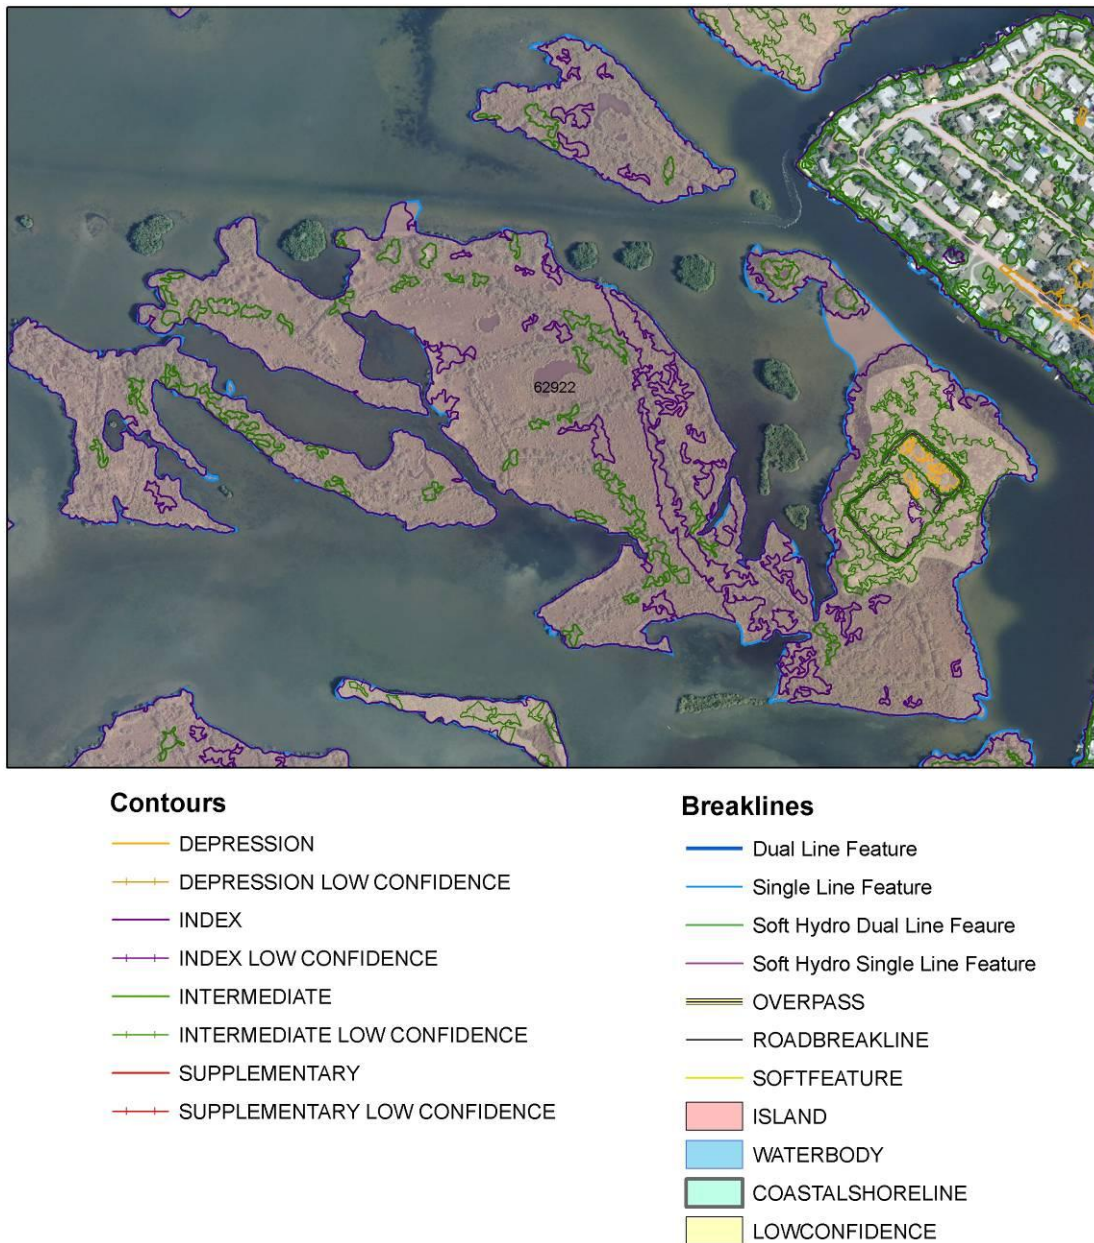 62922
Contours
DEPRESSION
DEPRESSION LOW CONFIDENCE
INDEX
INDEX LOW CONFIDENCE
INTERMEDIATE
INTERMEDIATE LOW CONFIDENCE
SUPPLEMENTARY
SUPPLEMENTARY LOW CONFIDENCE
Breaklines
Dual Line Feature
Single Line Feature
Soft Hydro Dual Line Feaure
Soft Hydro Single Line Feature
OVERPASS
ROADBREAKLINE
SOFTFEATURE
ISLAND
WATERBODY
COASTALSHORELINE
LOWCONFIDENCE